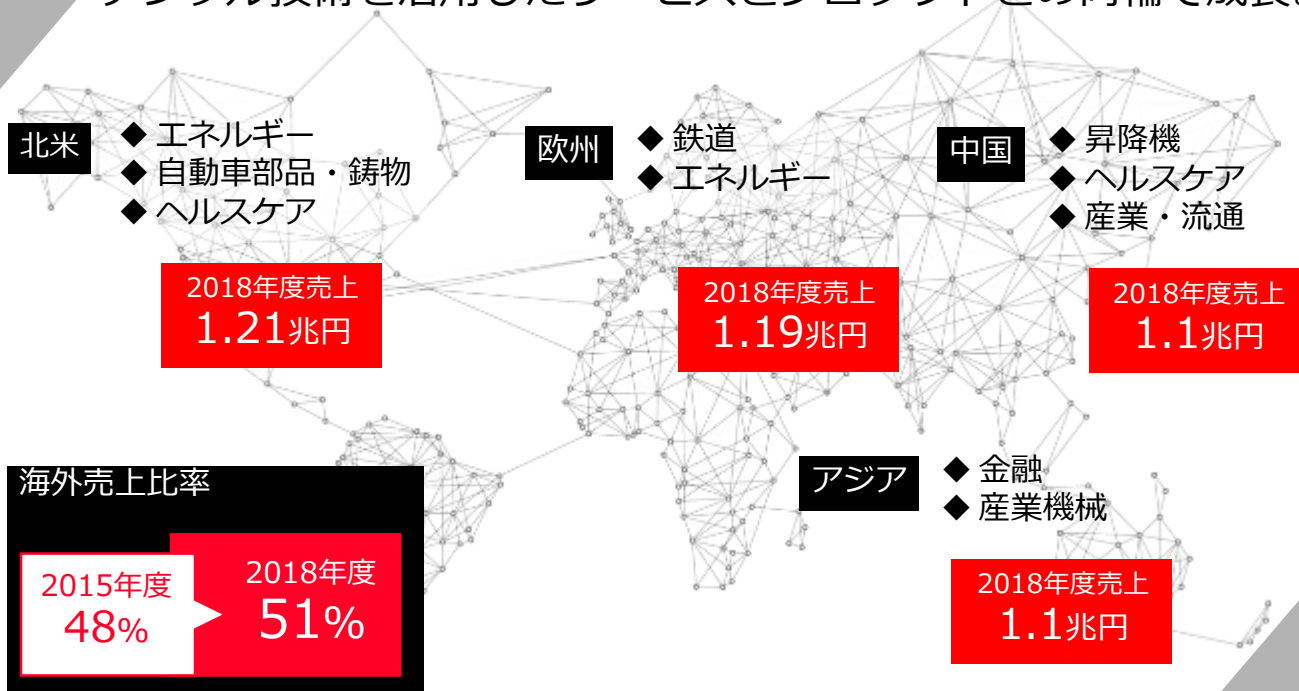 北米
◆ エネルギー
◆ 自動車部品・鋳物
◆ ヘルスケア
2018年度売上
1.21兆円
欧州
◆ 鉄道
◆ エネルギー
2018年度売上
1.19兆円
中国
◆ 昇降機
◆ ヘルスケア
◆ 産業・流通
2018年度売上
1.1兆円
アジア
◆ 金融
◆ 産業機械
2018年度売上
1.1兆円
海外売上比率
2015年度
48%
2018年度
51%